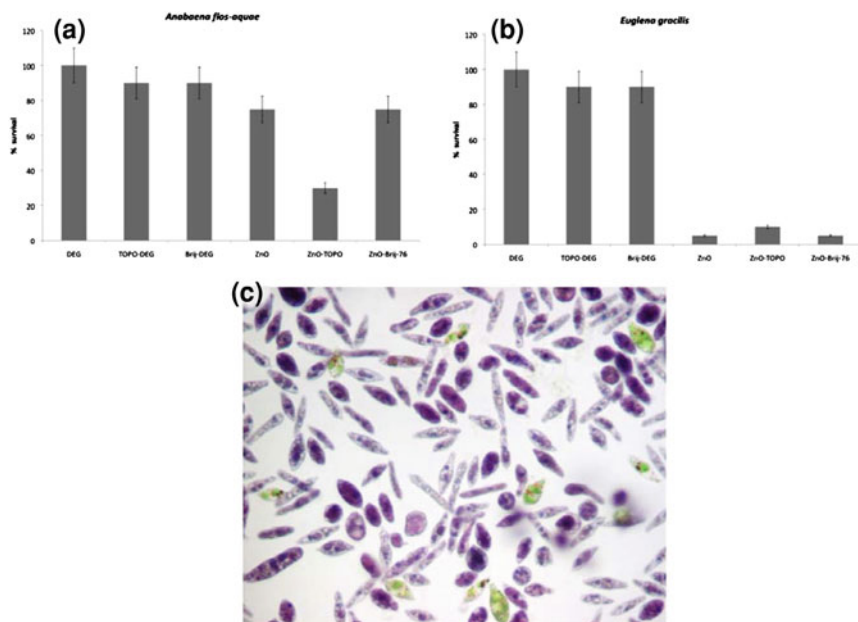 (a)
Anabaena flos-aquae
% survival
120
100
80
60
40
20
0
DEG
TOPO-DEG
Brij-DEG
ZnO
ZnO-TOPO
ZnO-Brij-76
(b)
Euglena gracilis
% survival
120
100
80
60
40
20
0
DEG
TOPO-DEG
Brij-DEG
ZnO
ZnO-TOPO
ZnO-Brij-76
(c)